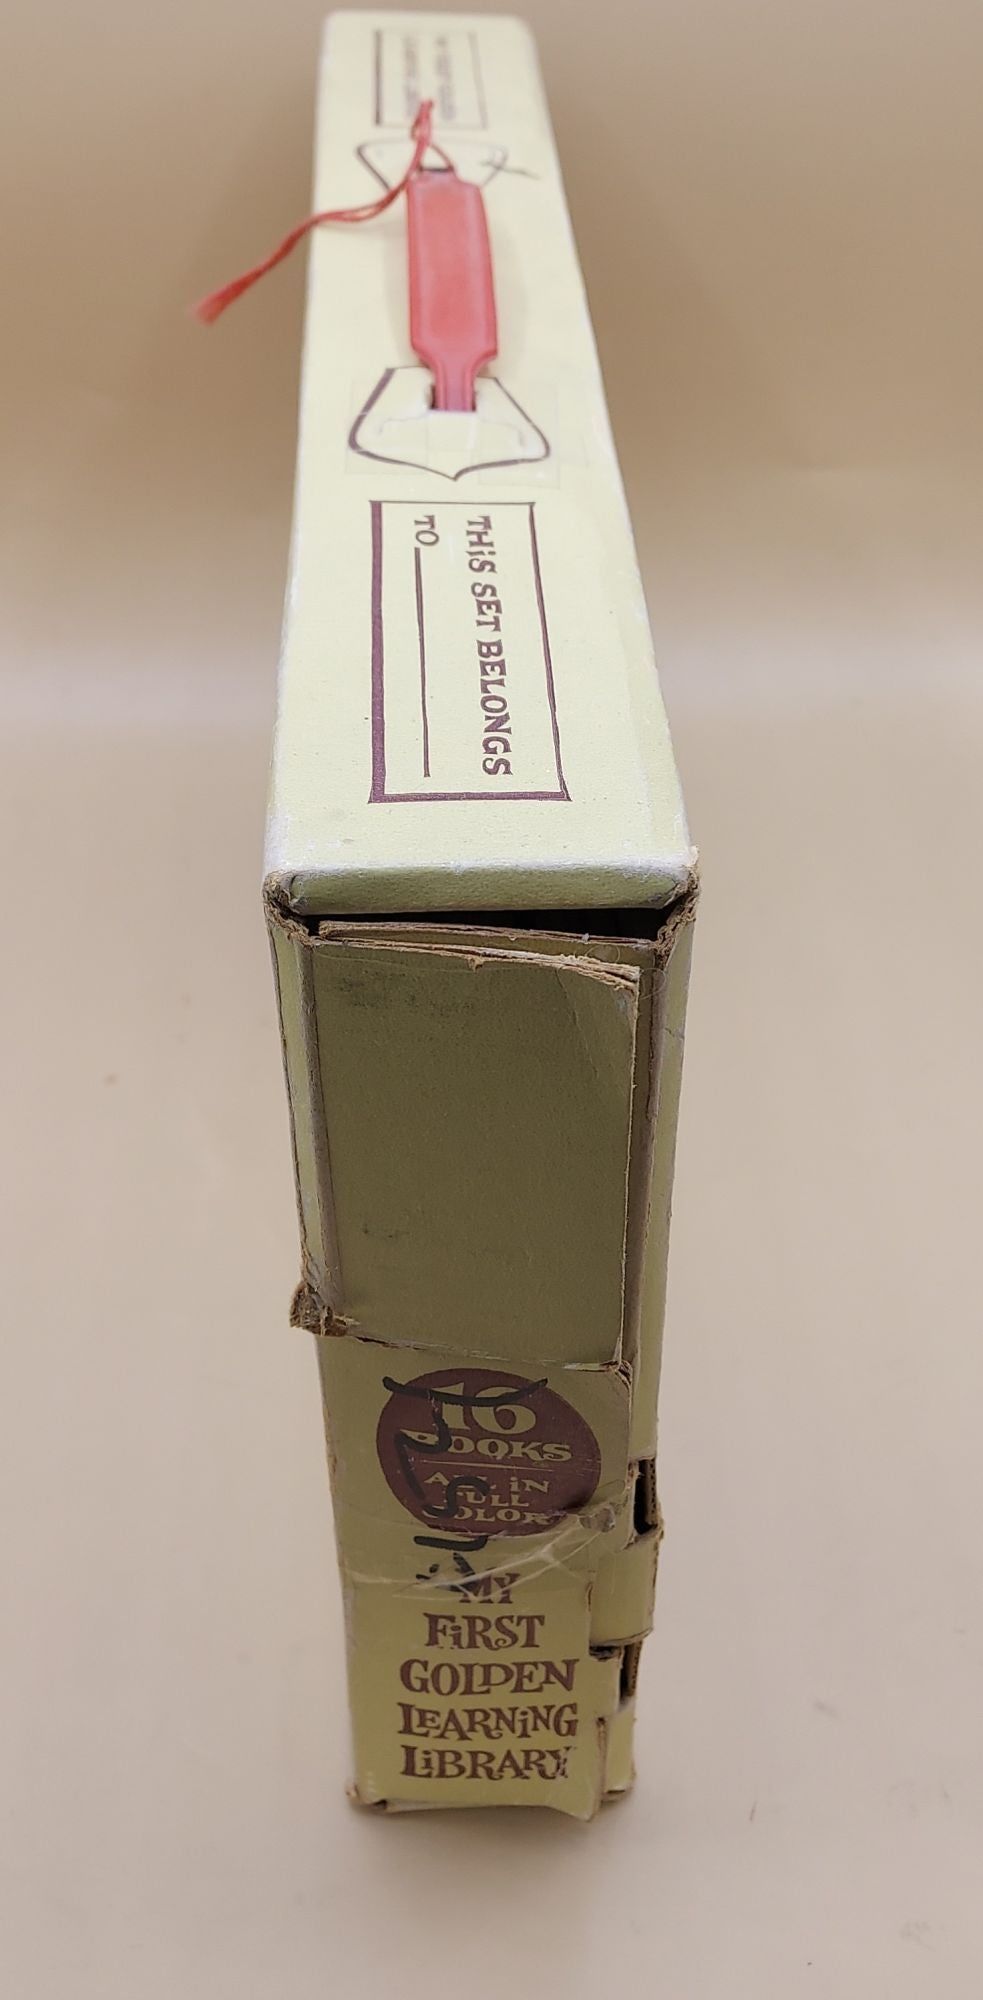 THiS SET BELONGS
TO
16
BOOKS
ALL iN
FULL
COLOR
MY
FiRST
GOLDEN
LEARNiNG
LiBRARY